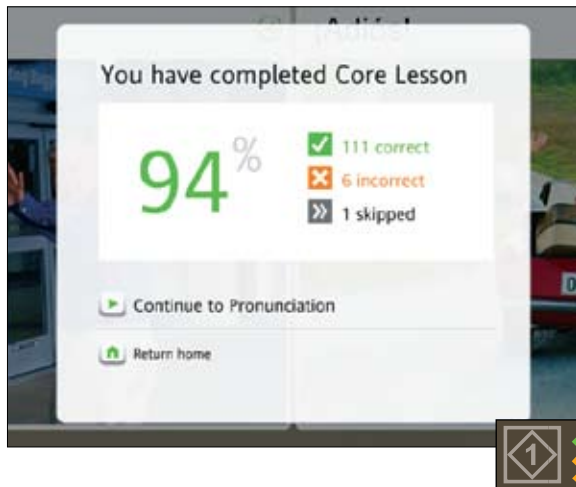 ¡Adiós!
You have completed Core Lesson
94%
111 correct
6 incorrect
1 skipped
Continue to Pronunciation
Return home
1